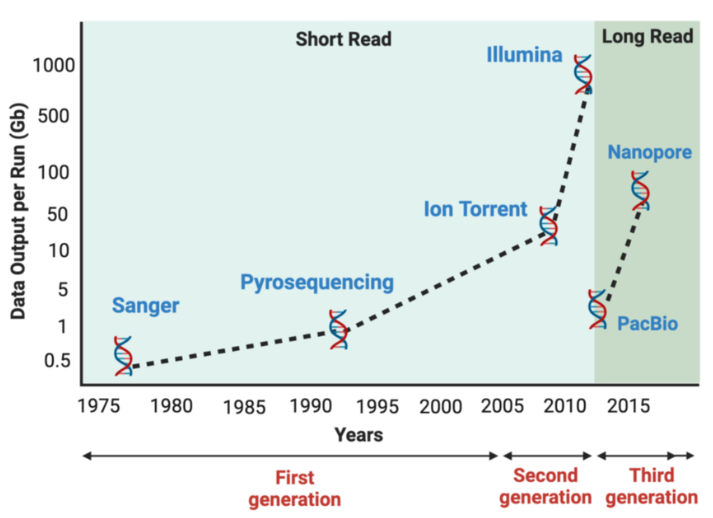 Short Read
Long Read
Illumina
Nanopore
Ion Torrent
Pyrosequencing
Sanger
PacBio
Data Output per Run (Gb)
1000
500
100
50
10
5
1
0.5
1975 1980 1985 1990 1995 2000 2005 2010 2015
Years
First
generation
Second
generation
Third
generation